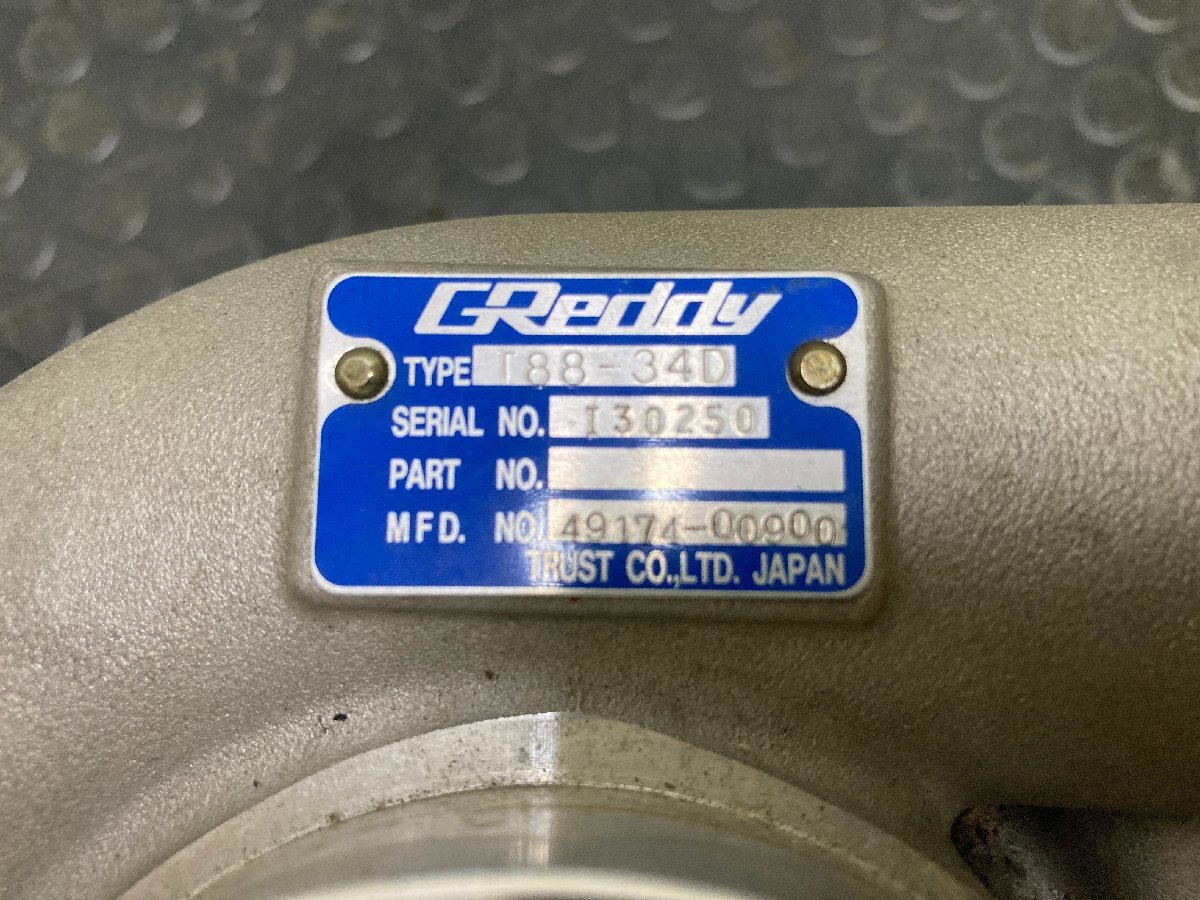 GReddy
TYPE T88-34D
SERIAL NO. I30250
PART NO.
MFD. NO. 49174-00900
TRUST CO.,LTD. JAPAN